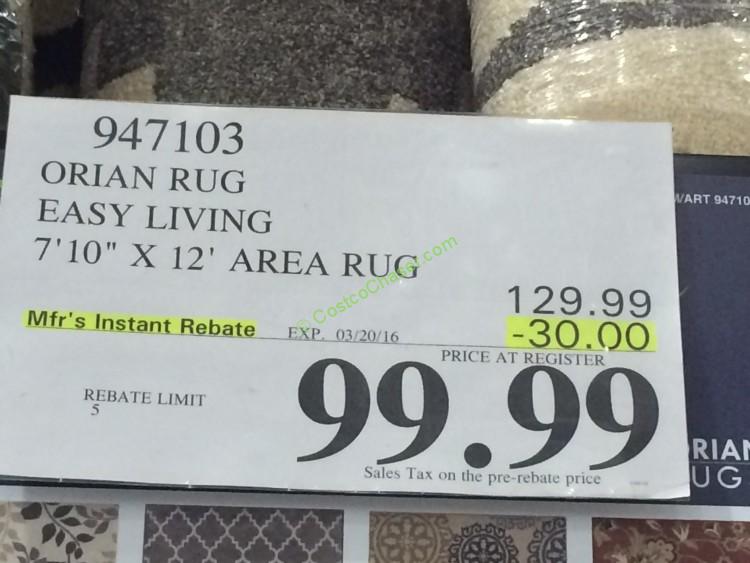 947103
ORIAN RUG
EASY LIVING
7'10" X 12' AREA RUG
© CostcoChaser.com
129.99
Mfr's Instant Rebate EXP. 03/20/16 -30.00
PRICE AT REGISTER
REBATE LIMIT
5
99.99
Sales Tax on the pre-rebate price
W/ART 94710
ORIAN
UG